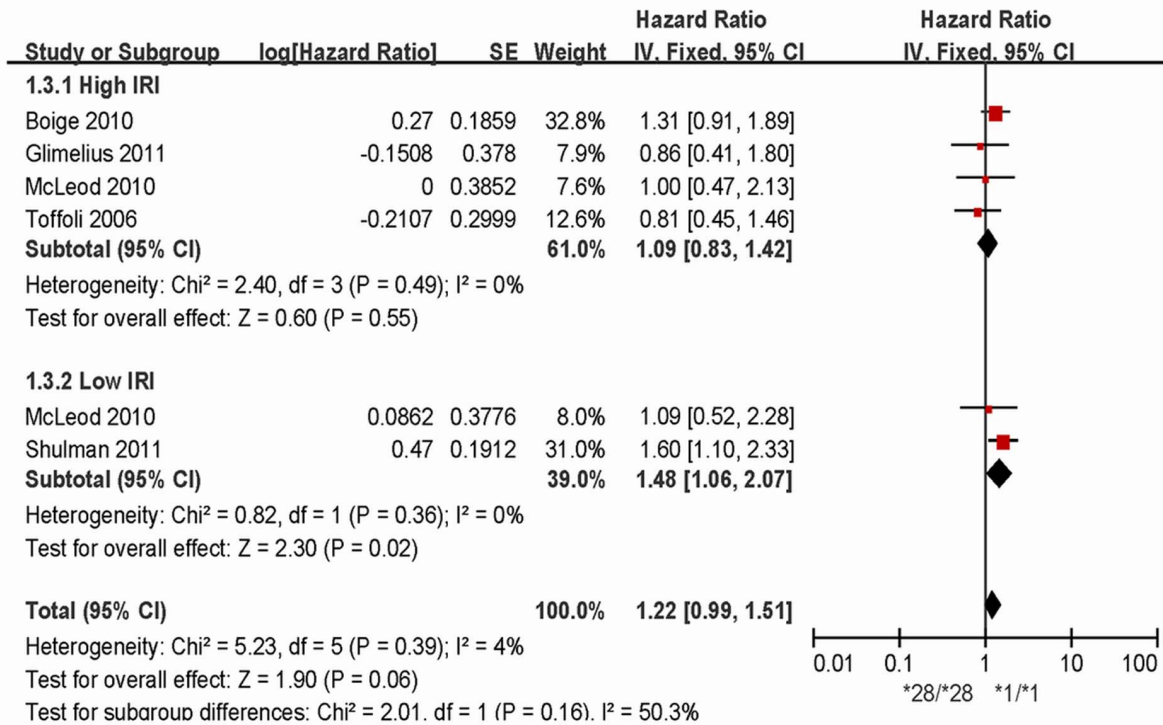 Hazard Ratio Hazard Ratio
Study or Subgroup log[Hazard Ratio] SE Weight IV, Fixed, 95% CI IV, Fixed, 95% CI
1.3.1 High IRI
Boige 2010 0.27 0.1859 32.8% 1.31 [0.91, 1.89]
Glimelius 2011 -0.1508 0.378 7.9% 0.86 [0.41, 1.80]
McLeod 2010 0 0.3852 7.6% 1.00 [0.47, 2.13]
Toffoli 2006 -0.2107 0.2999 12.6% 0.81 [0.45, 1.46]
Subtotal (95% CI) 61.0% 1.09 [0.83, 1.42]
Heterogeneity: Chi² = 2.40, df = 3 (P = 0.49); I² = 0%
Test for overall effect: Z = 0.60 (P = 0.55)
1.3.2 Low IRI
McLeod 2010 0.0862 0.3776 8.0% 1.09 [0.52, 2.28]
Shulman 2011 0.47 0.1912 31.0% 1.60 [1.10, 2.33]
Subtotal (95% CI) 39.0% 1.48 [1.06, 2.07]
Heterogeneity: Chi² = 0.82, df = 1 (P = 0.36); I² = 0%
Test for overall effect: Z = 2.30 (P = 0.02)
Total (95% CI) 100.0% 1.22 [0.99, 1.51]
Heterogeneity: Chi² = 5.23, df = 5 (P = 0.39); I² = 4%
0.01 0.1 1 10 100
Test for overall effect: Z = 1.90 (P = 0.06)
*28/*28 *1/*1
Test for subgroup differences: Chi² = 2.01, df = 1 (P = 0.16), I² = 50.3%